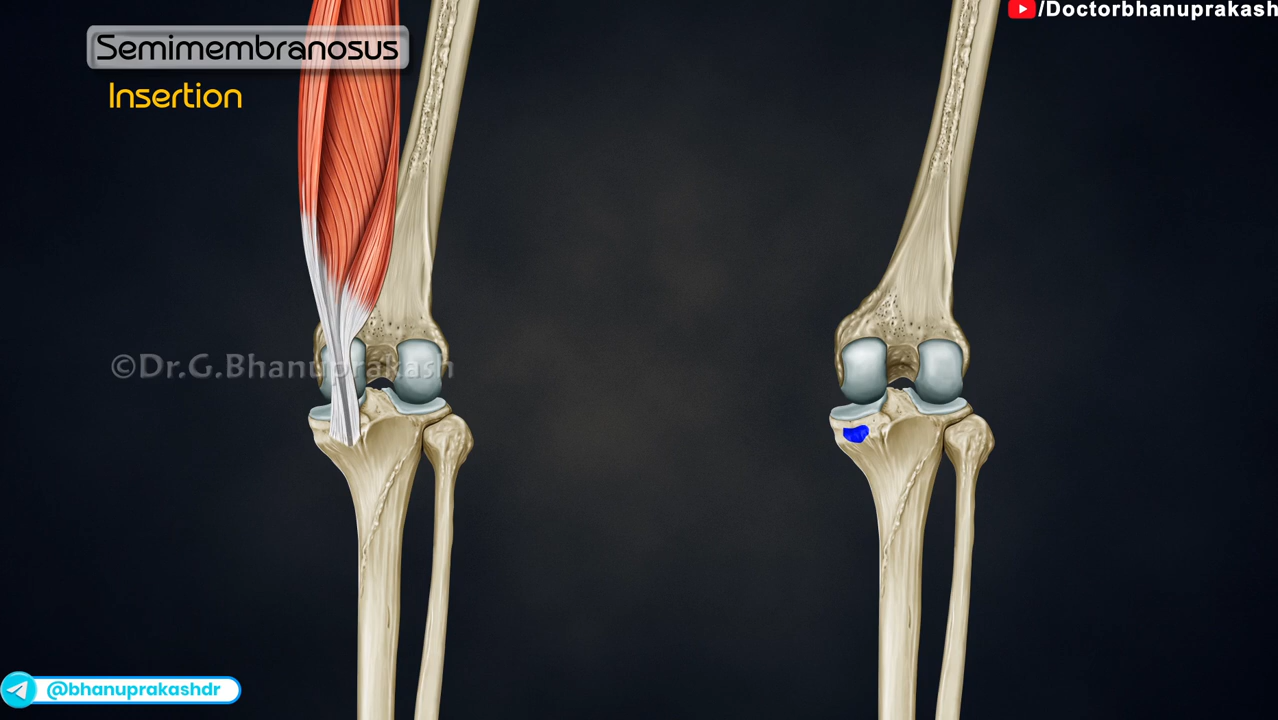 /Doctorbhanuprakash
Semimembranosus
Insertion
©Dr.G.Bhanuprakash
@bhanuprakashdr